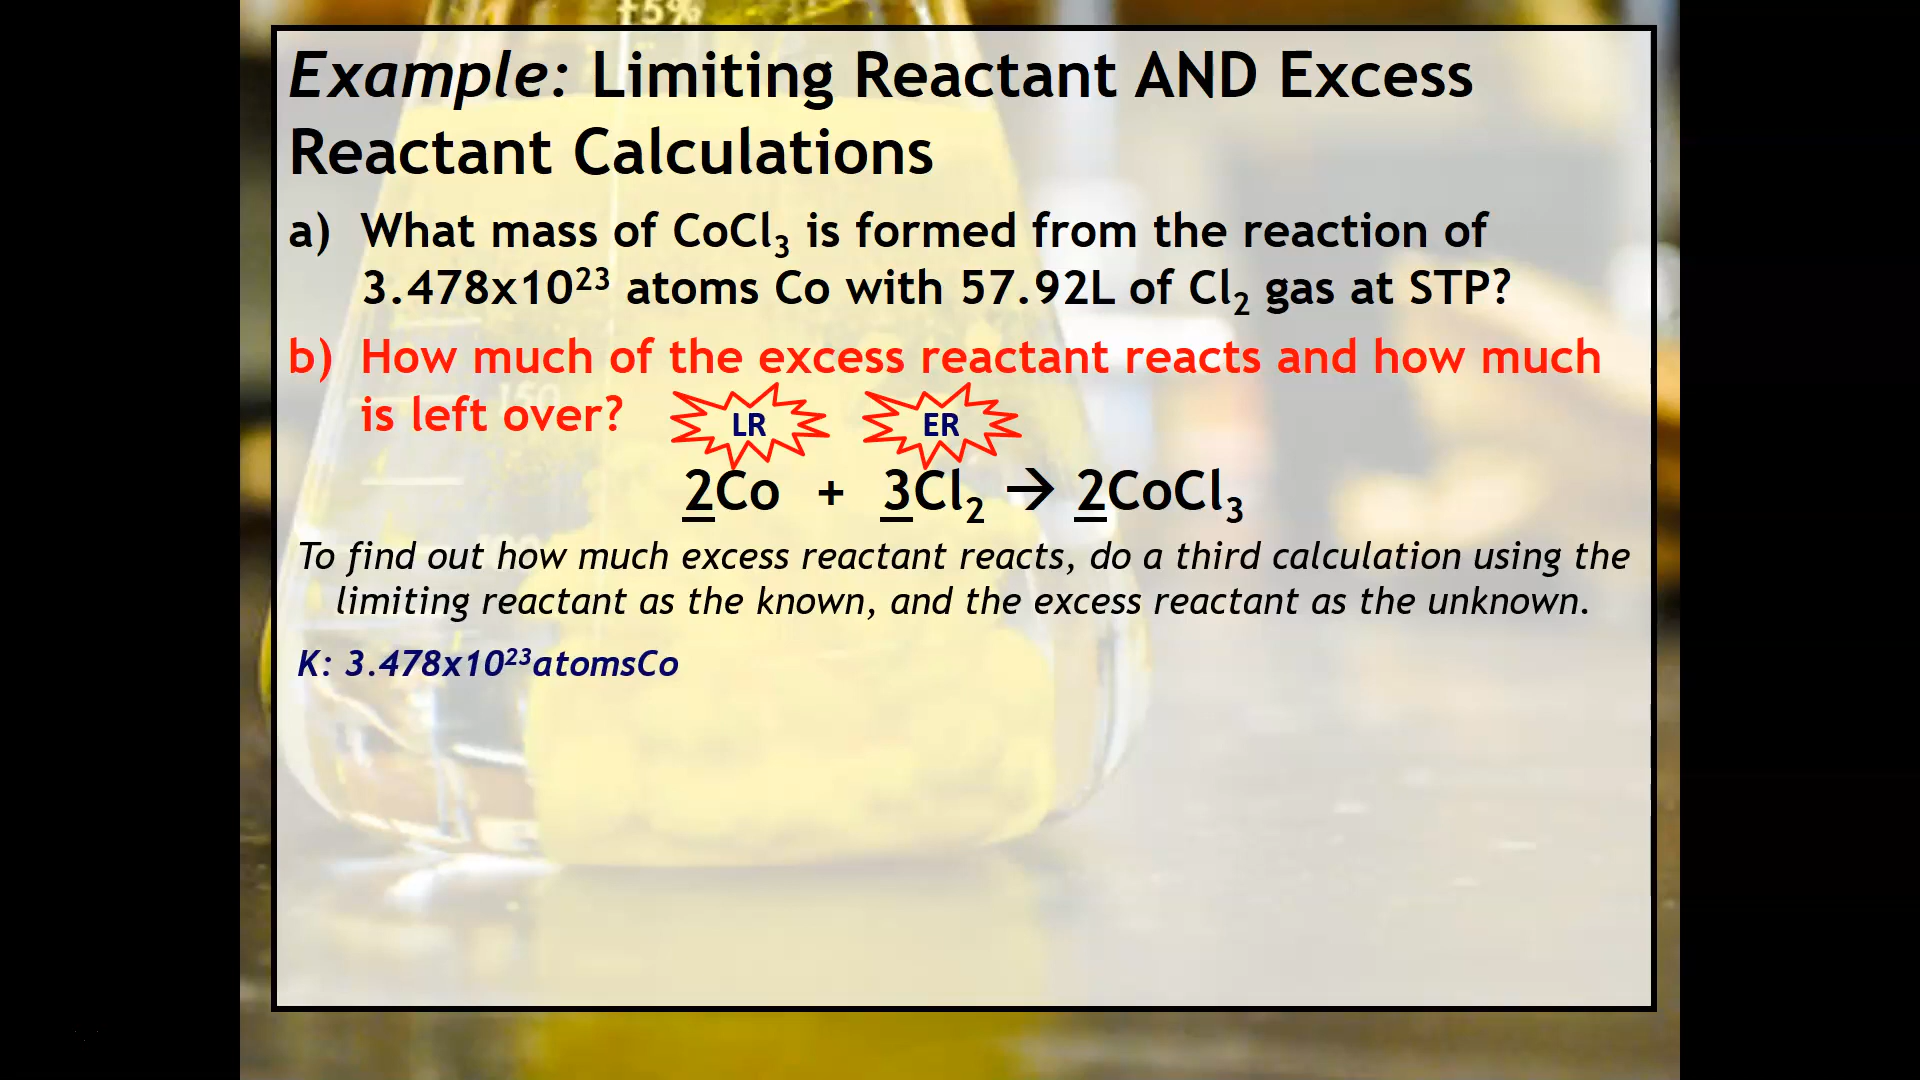 ±5%
Example: Limiting Reactant AND Excess
Reactant Calculations
a) What mass of CoCl₃ is formed from the reaction of
3.478x10²³ atoms Co with 57.92L of Cl₂ gas at STP?
b) How much of the excess reactant reacts and how much
150
is left over?
LR ER
2Co + 3Cl₂ → 2CoCl₃
To find out how much excess reactant reacts, do a third calculation using the
limiting reactant as the known, and the excess reactant as the unknown.
K: 3.478x10²³atomsCo